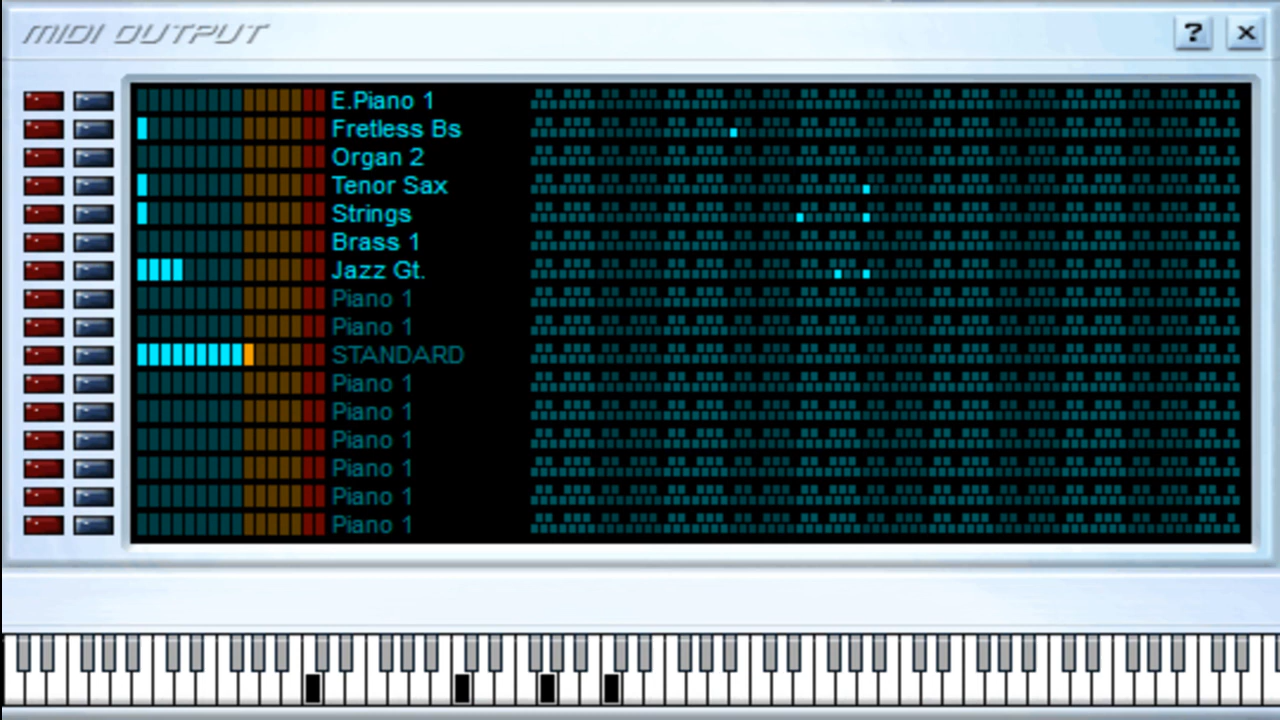 MIDI OUTPUT
?
×
E.Piano 1
Fretless Bs
Organ 2
Tenor Sax
Strings
Brass 1
Jazz Gt.
Piano 1
Piano 1
STANDARD
Piano 1
Piano 1
Piano 1
Piano 1
Piano 1
Piano 1